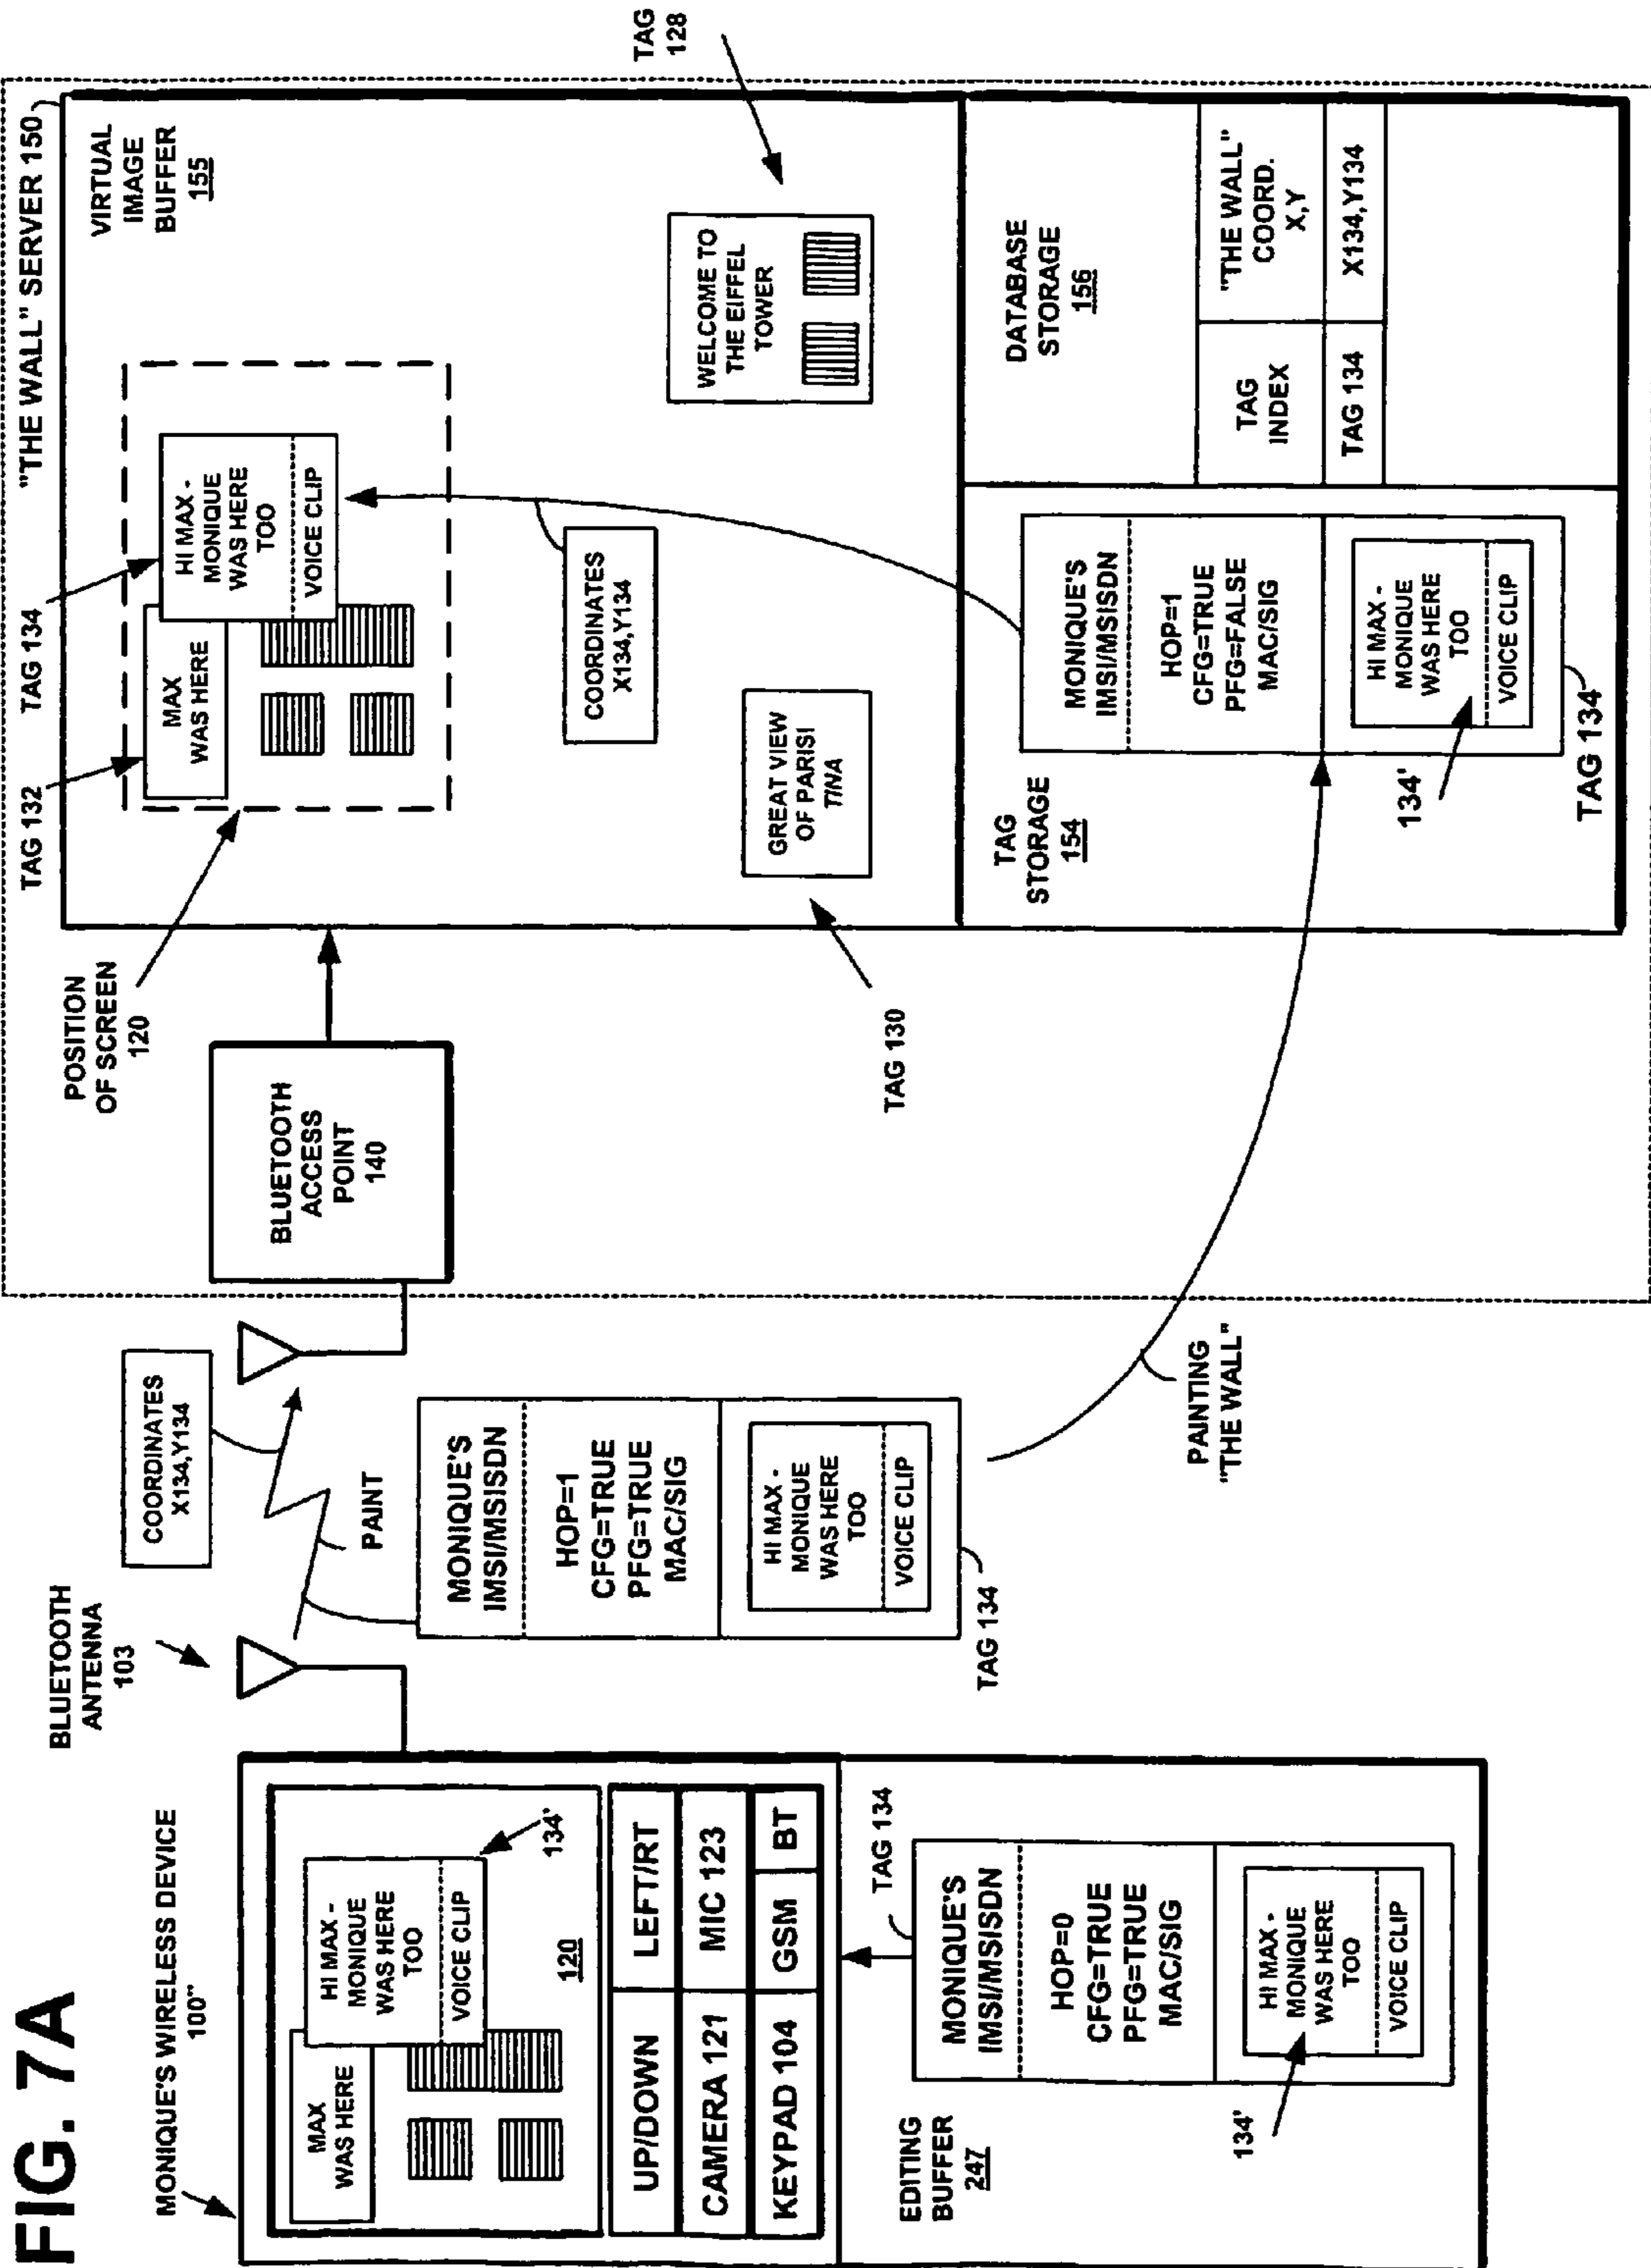 FIG. 7A
MONIQUE'S WIRELESS DEVICE
100"
MAX
WAS HERE
HI MAX -
MONIQUE
WAS HERE
TOO
VOICE CLIP
134'
120
UP/DOWN
LEFT/RT
CAMERA 121
MIC 123
KEYPAD 104
GSM
BT
EDITING
BUFFER
247
TAG 134
MONIQUE'S
IMSI/MSISDN
HOP=0
CFG=TRUE
PFG=TRUE
MAC/SIG
HI MAX -
MONIQUE
WAS HERE
TOO
VOICE CLIP
134'
BLUETOOTH
ANTENNA
103
COORDINATES
X134,Y134
PAINT
MONIQUE'S
IMSI/MSISDN
HOP=1
CFG=TRUE
PFG=TRUE
MAC/SIG
HI MAX -
MONIQUE
WAS HERE
TOO
VOICE CLIP
TAG 134
PAINTING
"THE WALL"
BLUETOOTH
ACCESS
POINT
140
POSITION
OF SCREEN
120
TAG 132
TAG 134
"THE WALL" SERVER 150
VIRTUAL
IMAGE
BUFFER
155
MAX
WAS HERE
HI MAX -
MONIQUE
WAS HERE
TOO
VOICE CLIP
COORDINATES
X134,Y134
GREAT VIEW
OF PARISI
TINA
TAG 130
WELCOME TO
THE EIFFEL
TOWER
TAG
128
TAG
STORAGE
154
MONIQUE'S
IMSI/MSISDN
HOP=1
CFG=TRUE
PFG=FALSE
MAC/SIG
HI MAX -
MONIQUE
WAS HERE
TOO
VOICE CLIP
134'
TAG 134
DATABASE
STORAGE
156
TAG
INDEX
"THE WALL"
COORD.
X,Y
TAG 134
X134,Y134